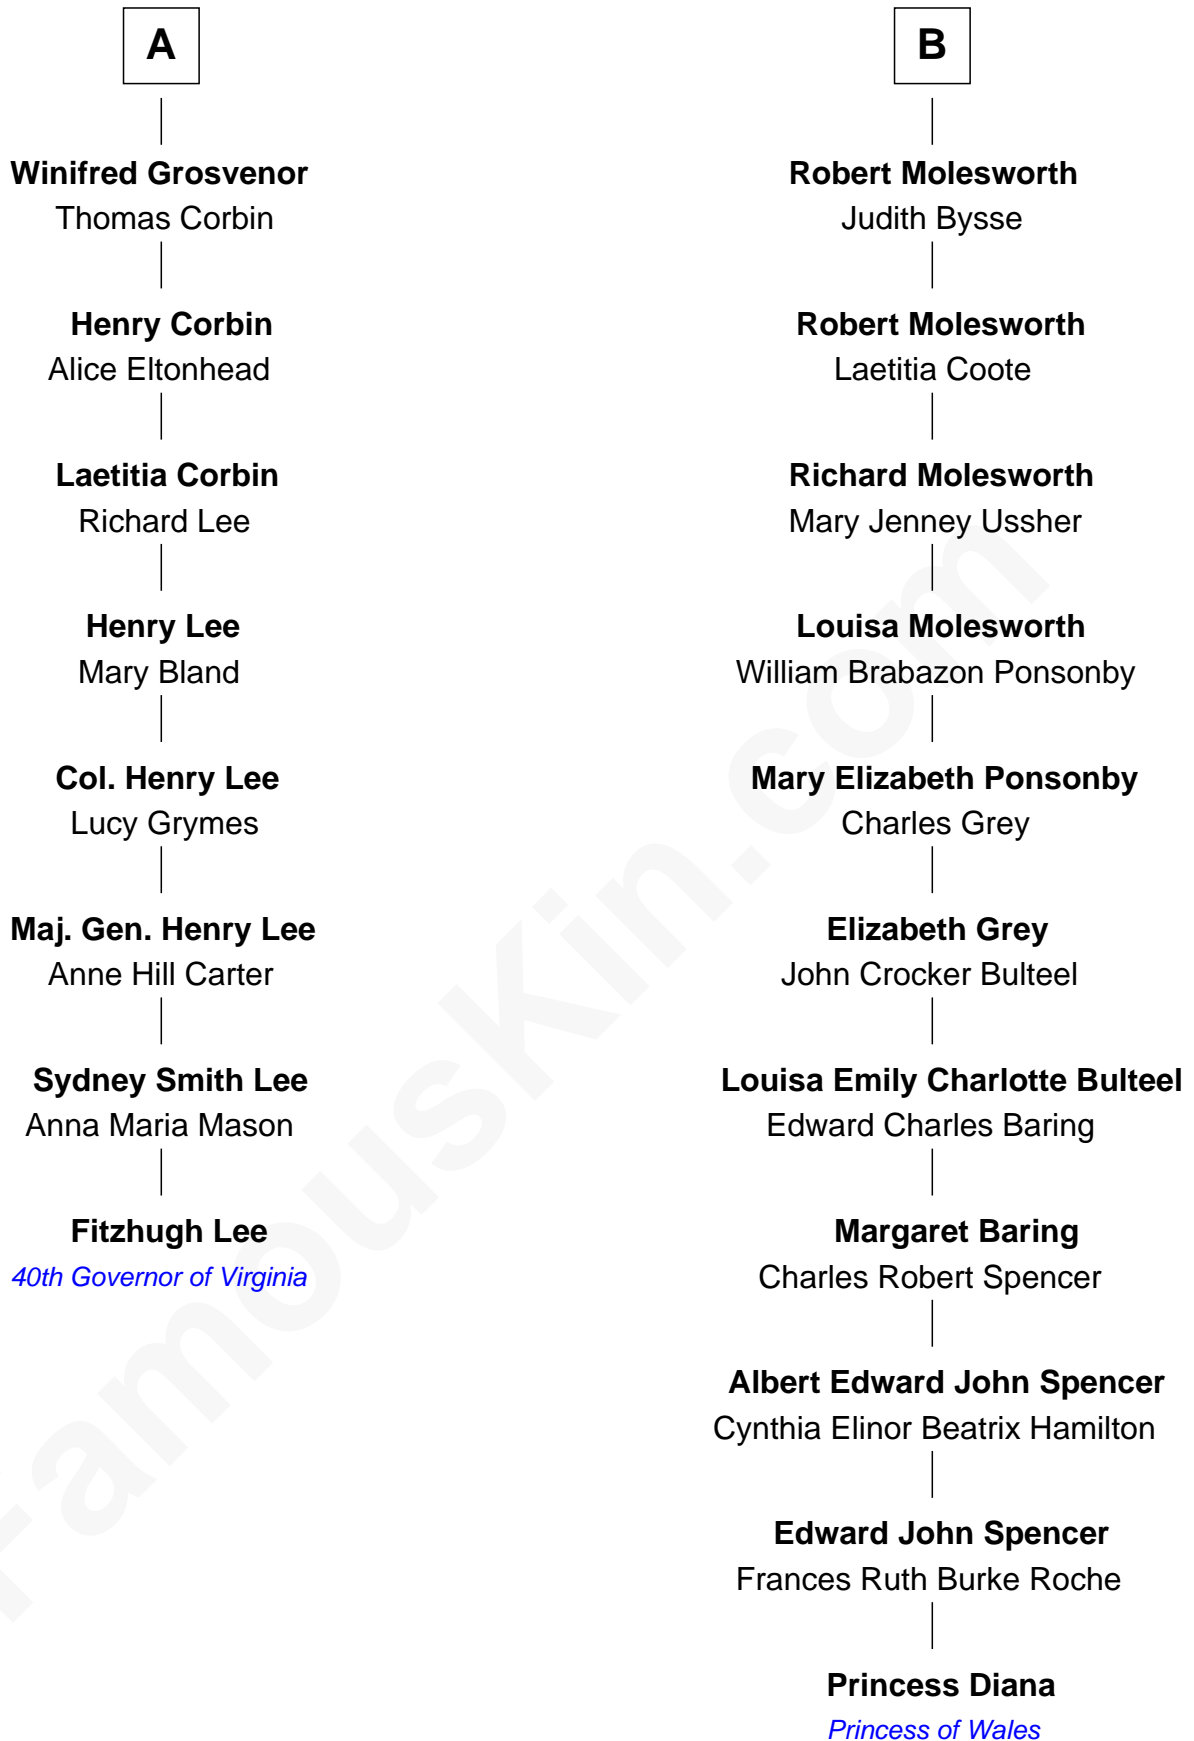 A
Winifred Grosvenor
Thomas Corbin
Henry Corbin
Alice Eltonhead
Laetitia Corbin
Richard Lee
Henry Lee
Mary Bland
Col. Henry Lee
Lucy Grymes
Maj. Gen. Henry Lee
Anne Hill Carter
Sydney Smith Lee
Anna Maria Mason
Fitzhugh Lee
40th Governor of Virginia
B
Robert Molesworth
Judith Bysse
Robert Molesworth
Laetitia Coote
Richard Molesworth
Mary Jenney Ussher
Louisa Molesworth
William Brabazon Ponsonby
Mary Elizabeth Ponsonby
Charles Grey
Elizabeth Grey
John Crocker Bulteel
Louisa Emily Charlotte Bulteel
Edward Charles Baring
Margaret Baring
Charles Robert Spencer
Albert Edward John Spencer
Cynthia Elinor Beatrix Hamilton
Edward John Spencer
Frances Ruth Burke Roche
Princess Diana
Princess of Wales
FamousKin.com